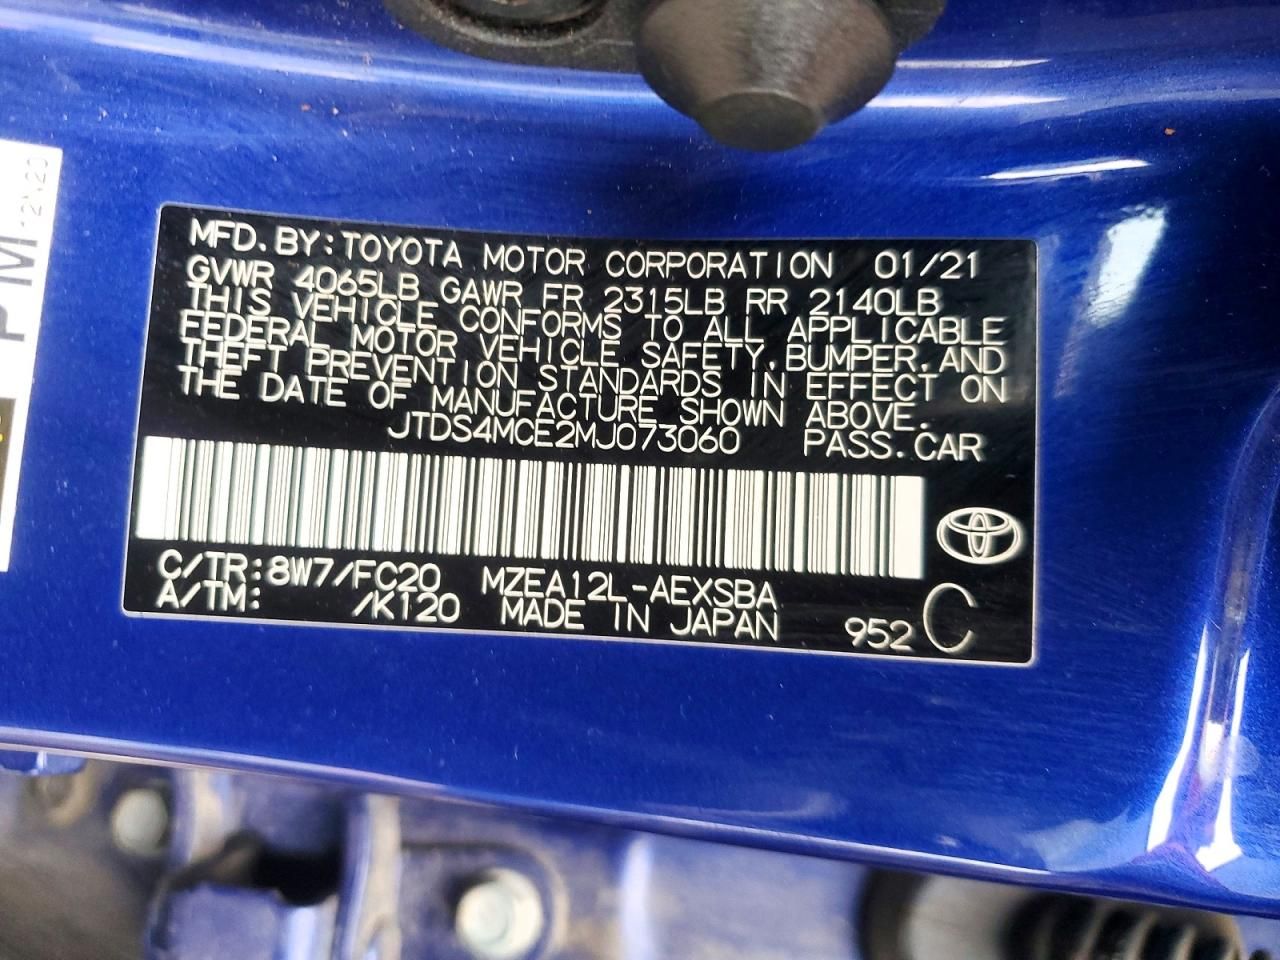 MFD. BY: TOYOTA MOTOR CORPORATION 01/21
GVWR 4065LB GAWR FR 2315LB RR 2140LB
THIS VEHICLE CONFORMS TO ALL APPLICABLE
FEDERAL MOTOR VEHICLE SAFETY, BUMPER, AND
THEFT PREVENTION STANDARDS IN EFFECT ON
THE DATE OF MANUFACTURE SHOWN ABOVE.
JTDS4MCE2MJ073060 PASS. CAR
C/TR: 8W7/FC20 MZEA12L-AEXSBA
A/TM: /K120 MADE IN JAPAN 952 C
PM